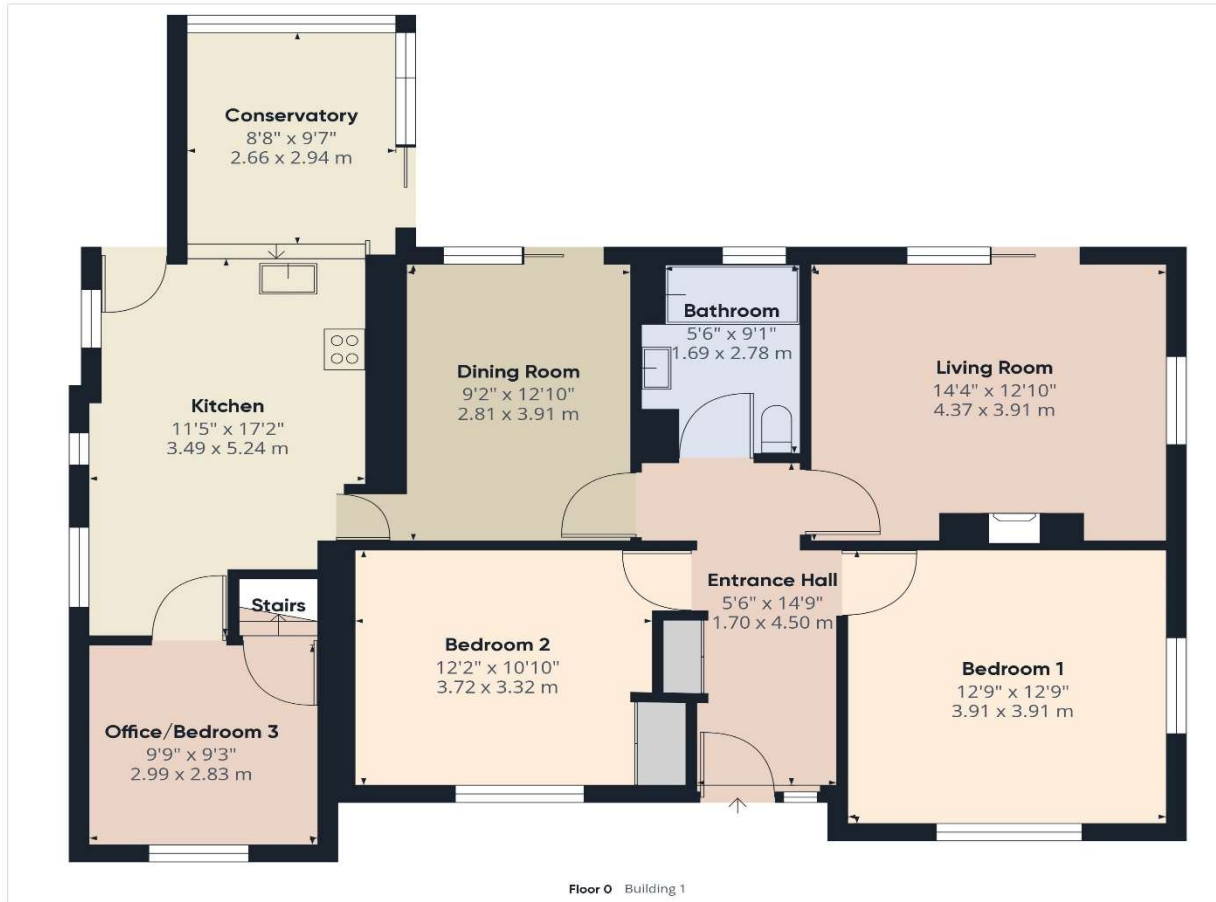 Conservatory
8'8" x 9'7"
2.66 x 2.94 m
Kitchen
11'5" x 17'2"
3.49 x 5.24 m
Dining Room
9'2" x 12'10"
2.81 x 3.91 m
Bathroom
5'6" x 9'1"
1.69 x 2.78 m
Living Room
14'4" x 12'10"
4.37 x 3.91 m
Stairs
Entrance Hall
5'6" x 14'9"
1.70 x 4.50 m
Bedroom 2
12'2" x 10'10"
3.72 x 3.32 m
Bedroom 1
12'9" x 12'9"
3.91 x 3.91 m
Office/Bedroom 3
9'9" x 9'3"
2.99 x 2.83 m
Floor 0 Building 1